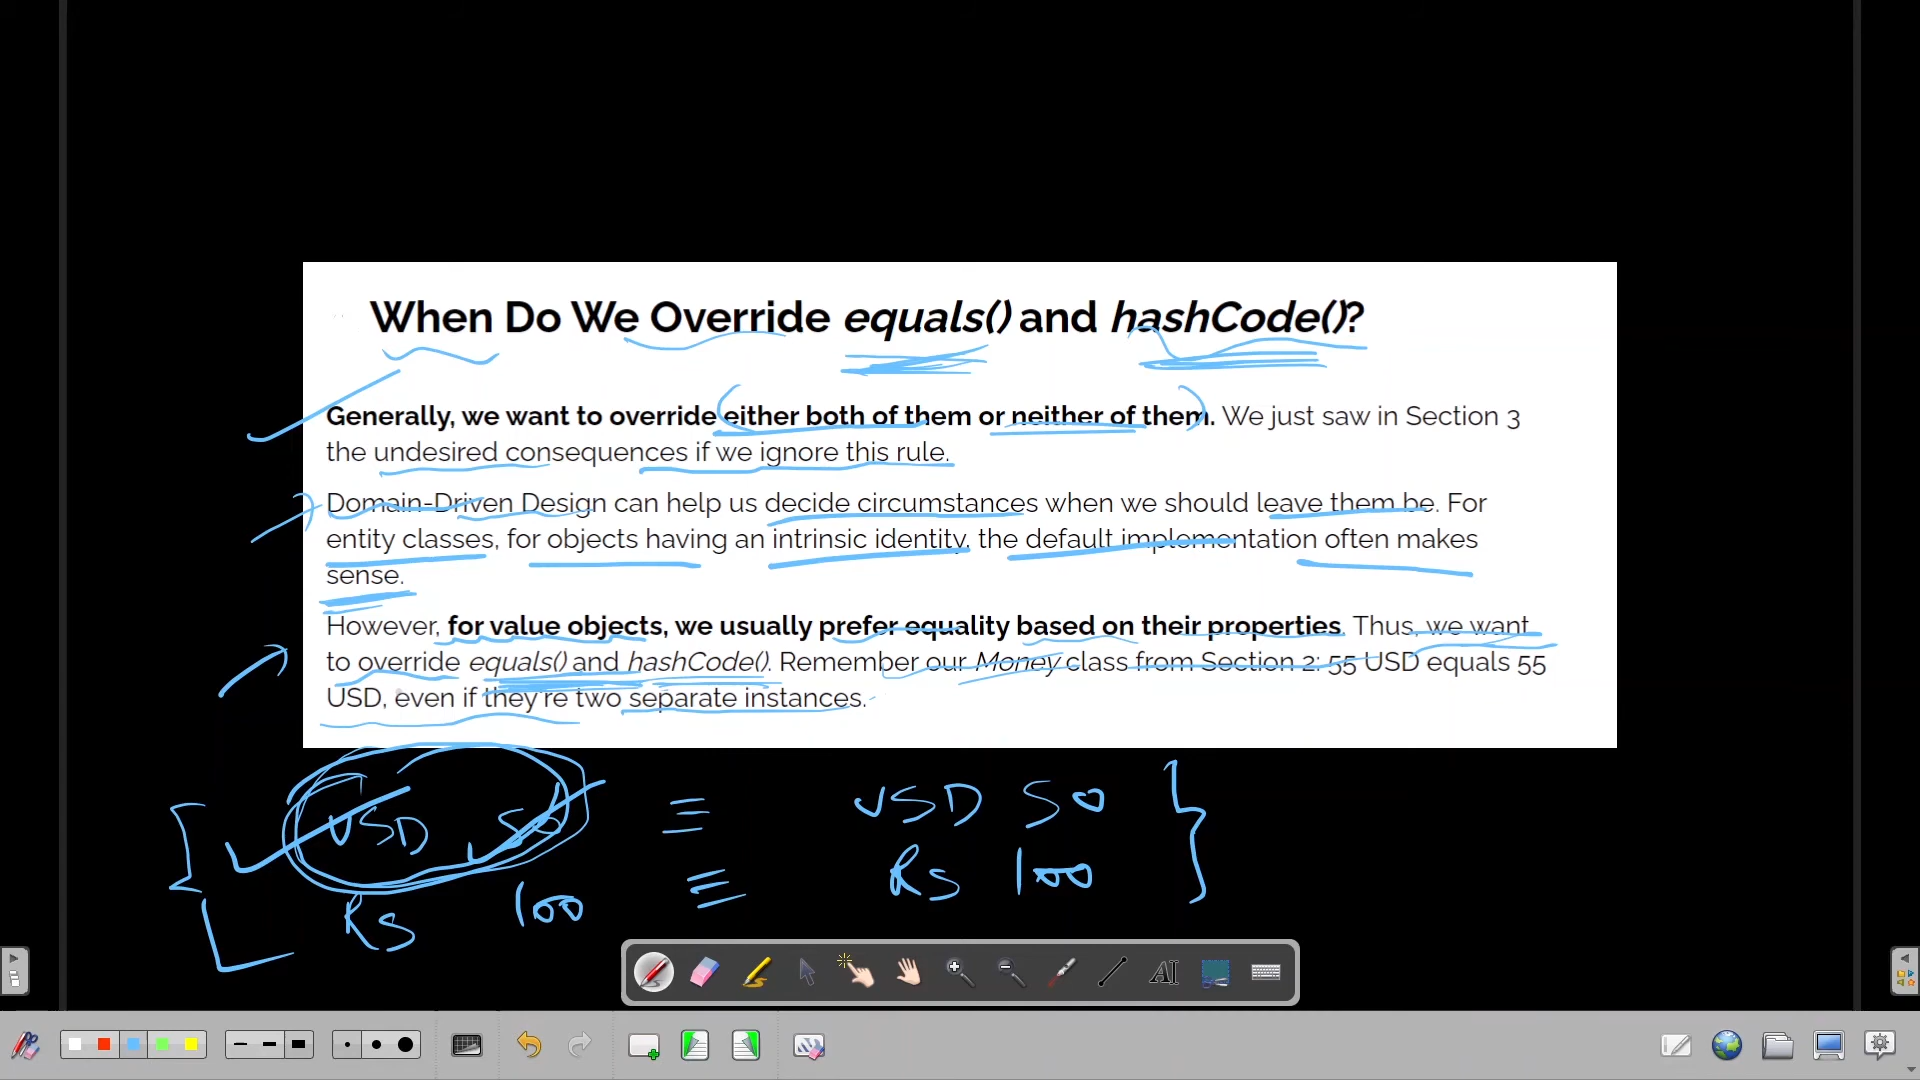 When Do We Override equals() and hashCode()?
Generally, we want to override either both of them or neither of them. We just saw in Section 3
the undesired consequences if we ignore this rule.
Domain-Driven Design can help us decide circumstances when we should leave them be. For
entity classes, for objects having an intrinsic identity, the default implementation often makes
sense.
However, for value objects, we usually prefer equality based on their properties. Thus, we want
to override equals() and hashCode(). Remember our Money class from Section 2: 55 USD equals 55
USD, even if they're two separate instances.
USD 50 ≡ USD 50
Rs 100 ≡ Rs 100
AI